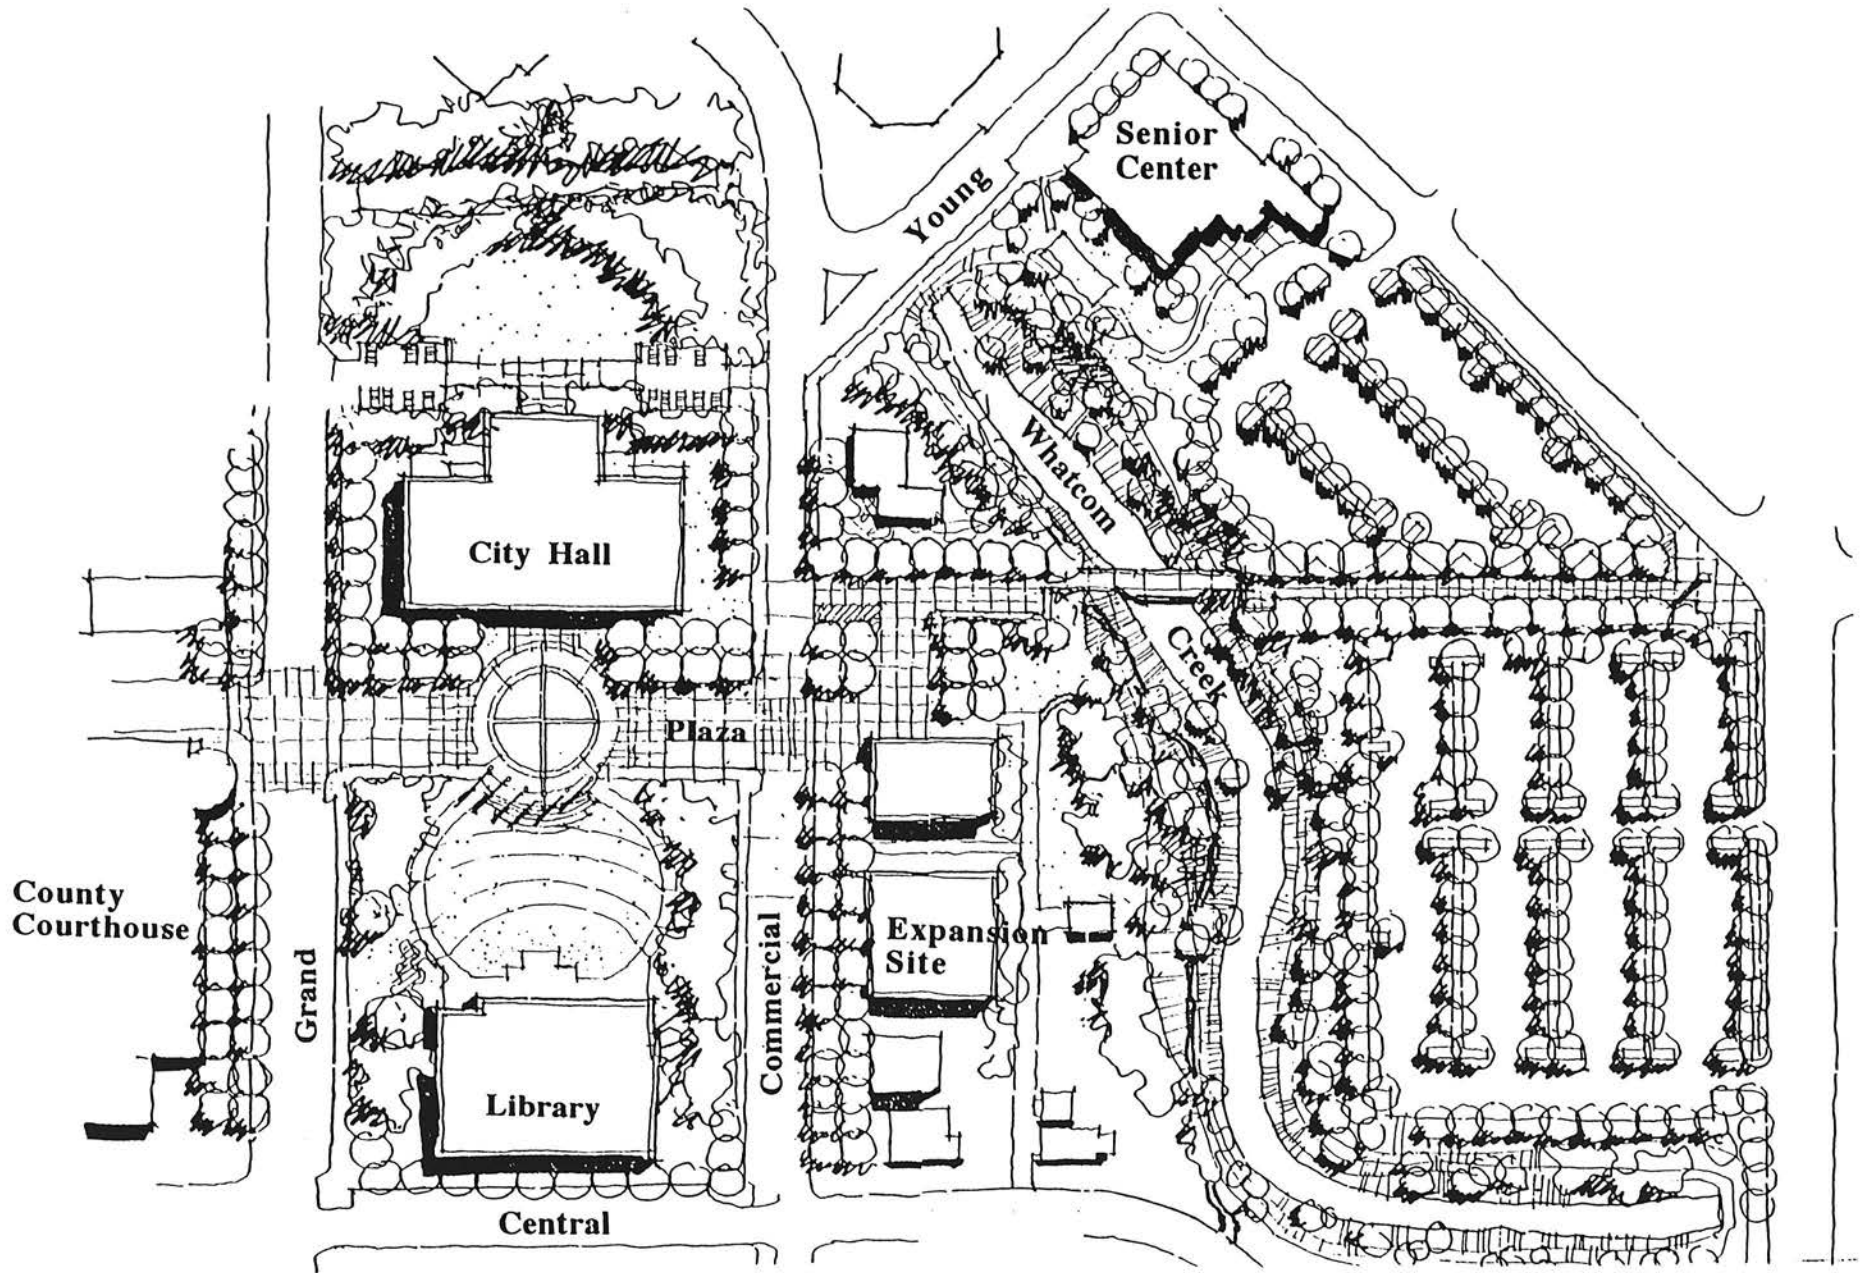 Senior
Center
Young
Whatcom
City Hall
Creek
Plaza
County
Courthouse
Expansion
Site
Grand
Commercial
Library
Central